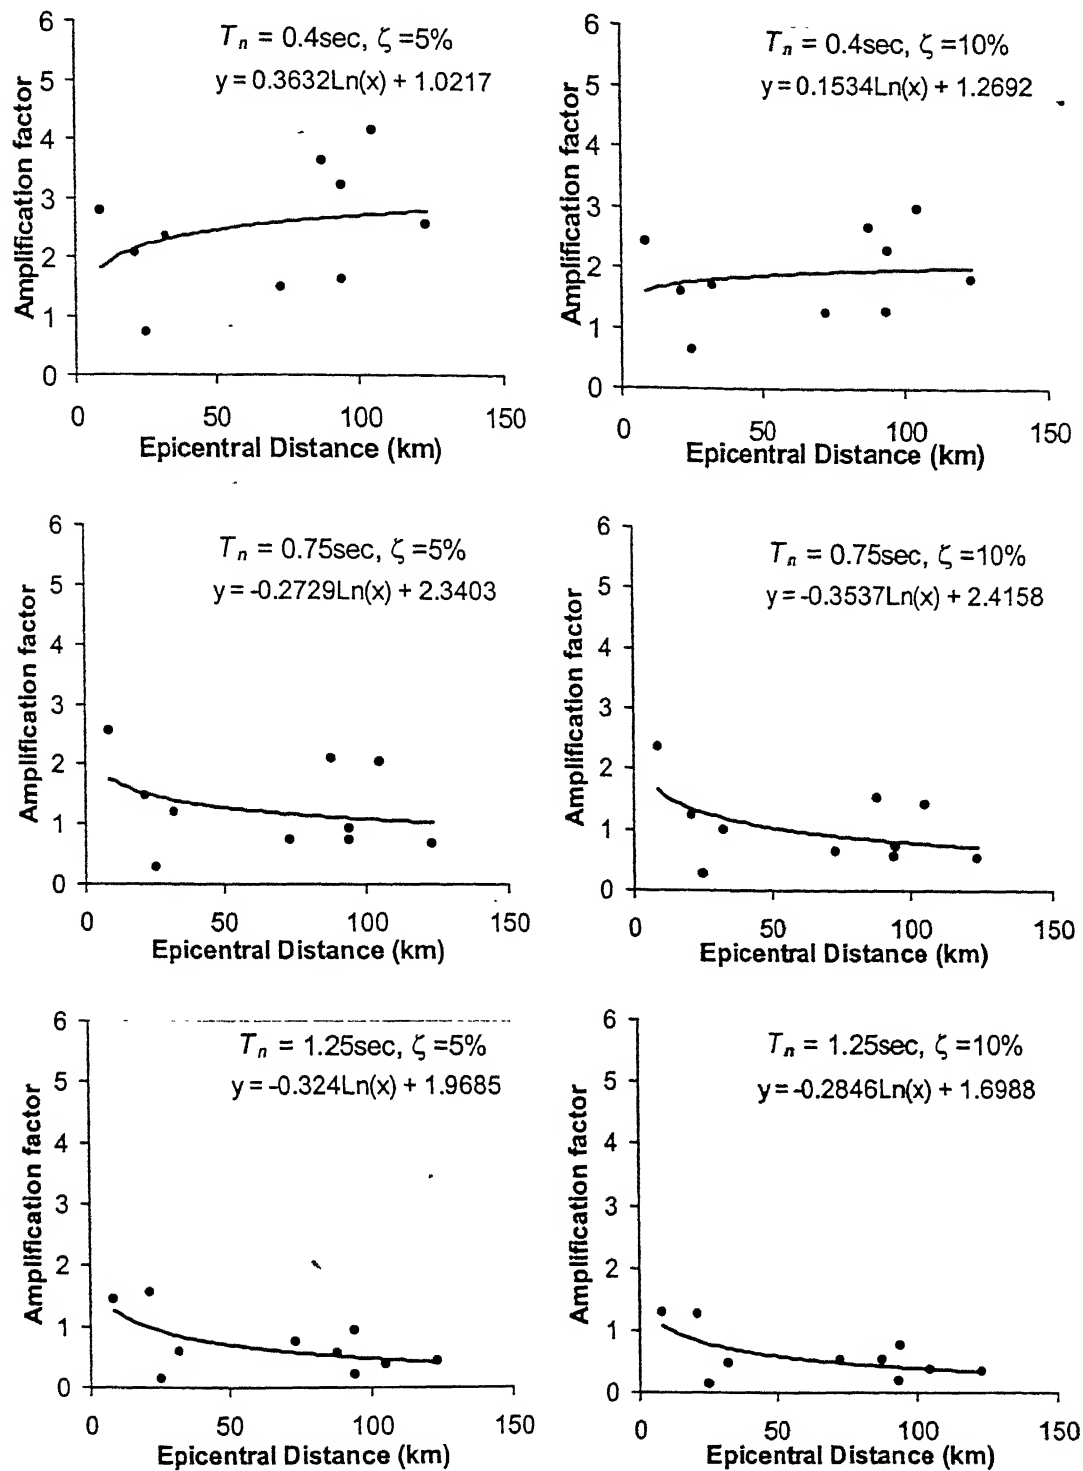 T n = 0.4sec, ζ =5%
y = 0.3632Ln(x) + 1.0217
Amplification factor
6
5
4
3
2
1
0
0 50 100 150
Epicentral Distance (km)
T n = 0.4sec, ζ =10%
y = 0.1534Ln(x) + 1.2692
Amplification factor
6
5
4
3
2
1
0
0 50 100 150
Epicentral Distance (km)
T n = 0.75sec, ζ =5%
y = -0.2729Ln(x) + 2.3403
Amplification factor
6
5
4
3
2
1
0
0 50 100 150
Epicentral Distance (km)
T n = 0.75sec, ζ =10%
y = -0.3537Ln(x) + 2.4158
Amplification factor
6
5
4
3
2
1
0
0 50 100 150
Epicentral Distance (km)
T n = 1.25sec, ζ =5%
y = -0.324Ln(x) + 1.9685
Amplification factor
6
5
4
3
2
1
0
0 50 100 150
Epicentral Distance (km)
T n = 1.25sec, ζ =10%
y = -0.2846Ln(x) + 1.6988
Amplification factor
6
5
4
3
2
1
0
0 50 100 150
Epicentral Distance (km)